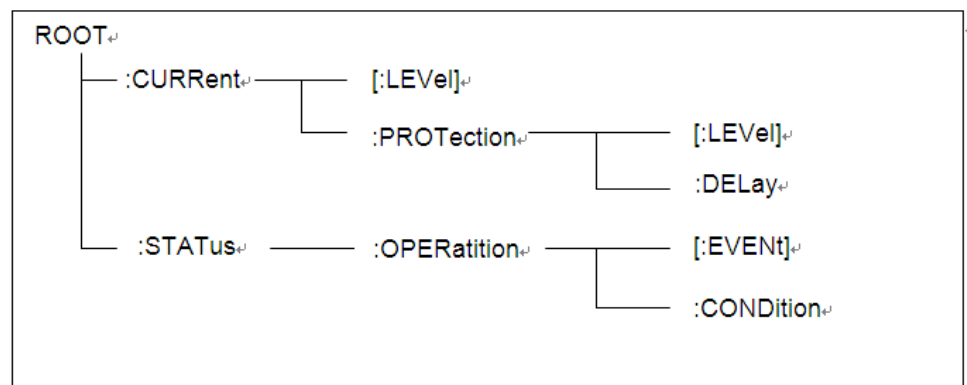 ROOT
:CURRent [:LEVel]
:PROTection [:LEVel]
:DELay
:STATus :OPERatition [:EVENt]
:CONDition